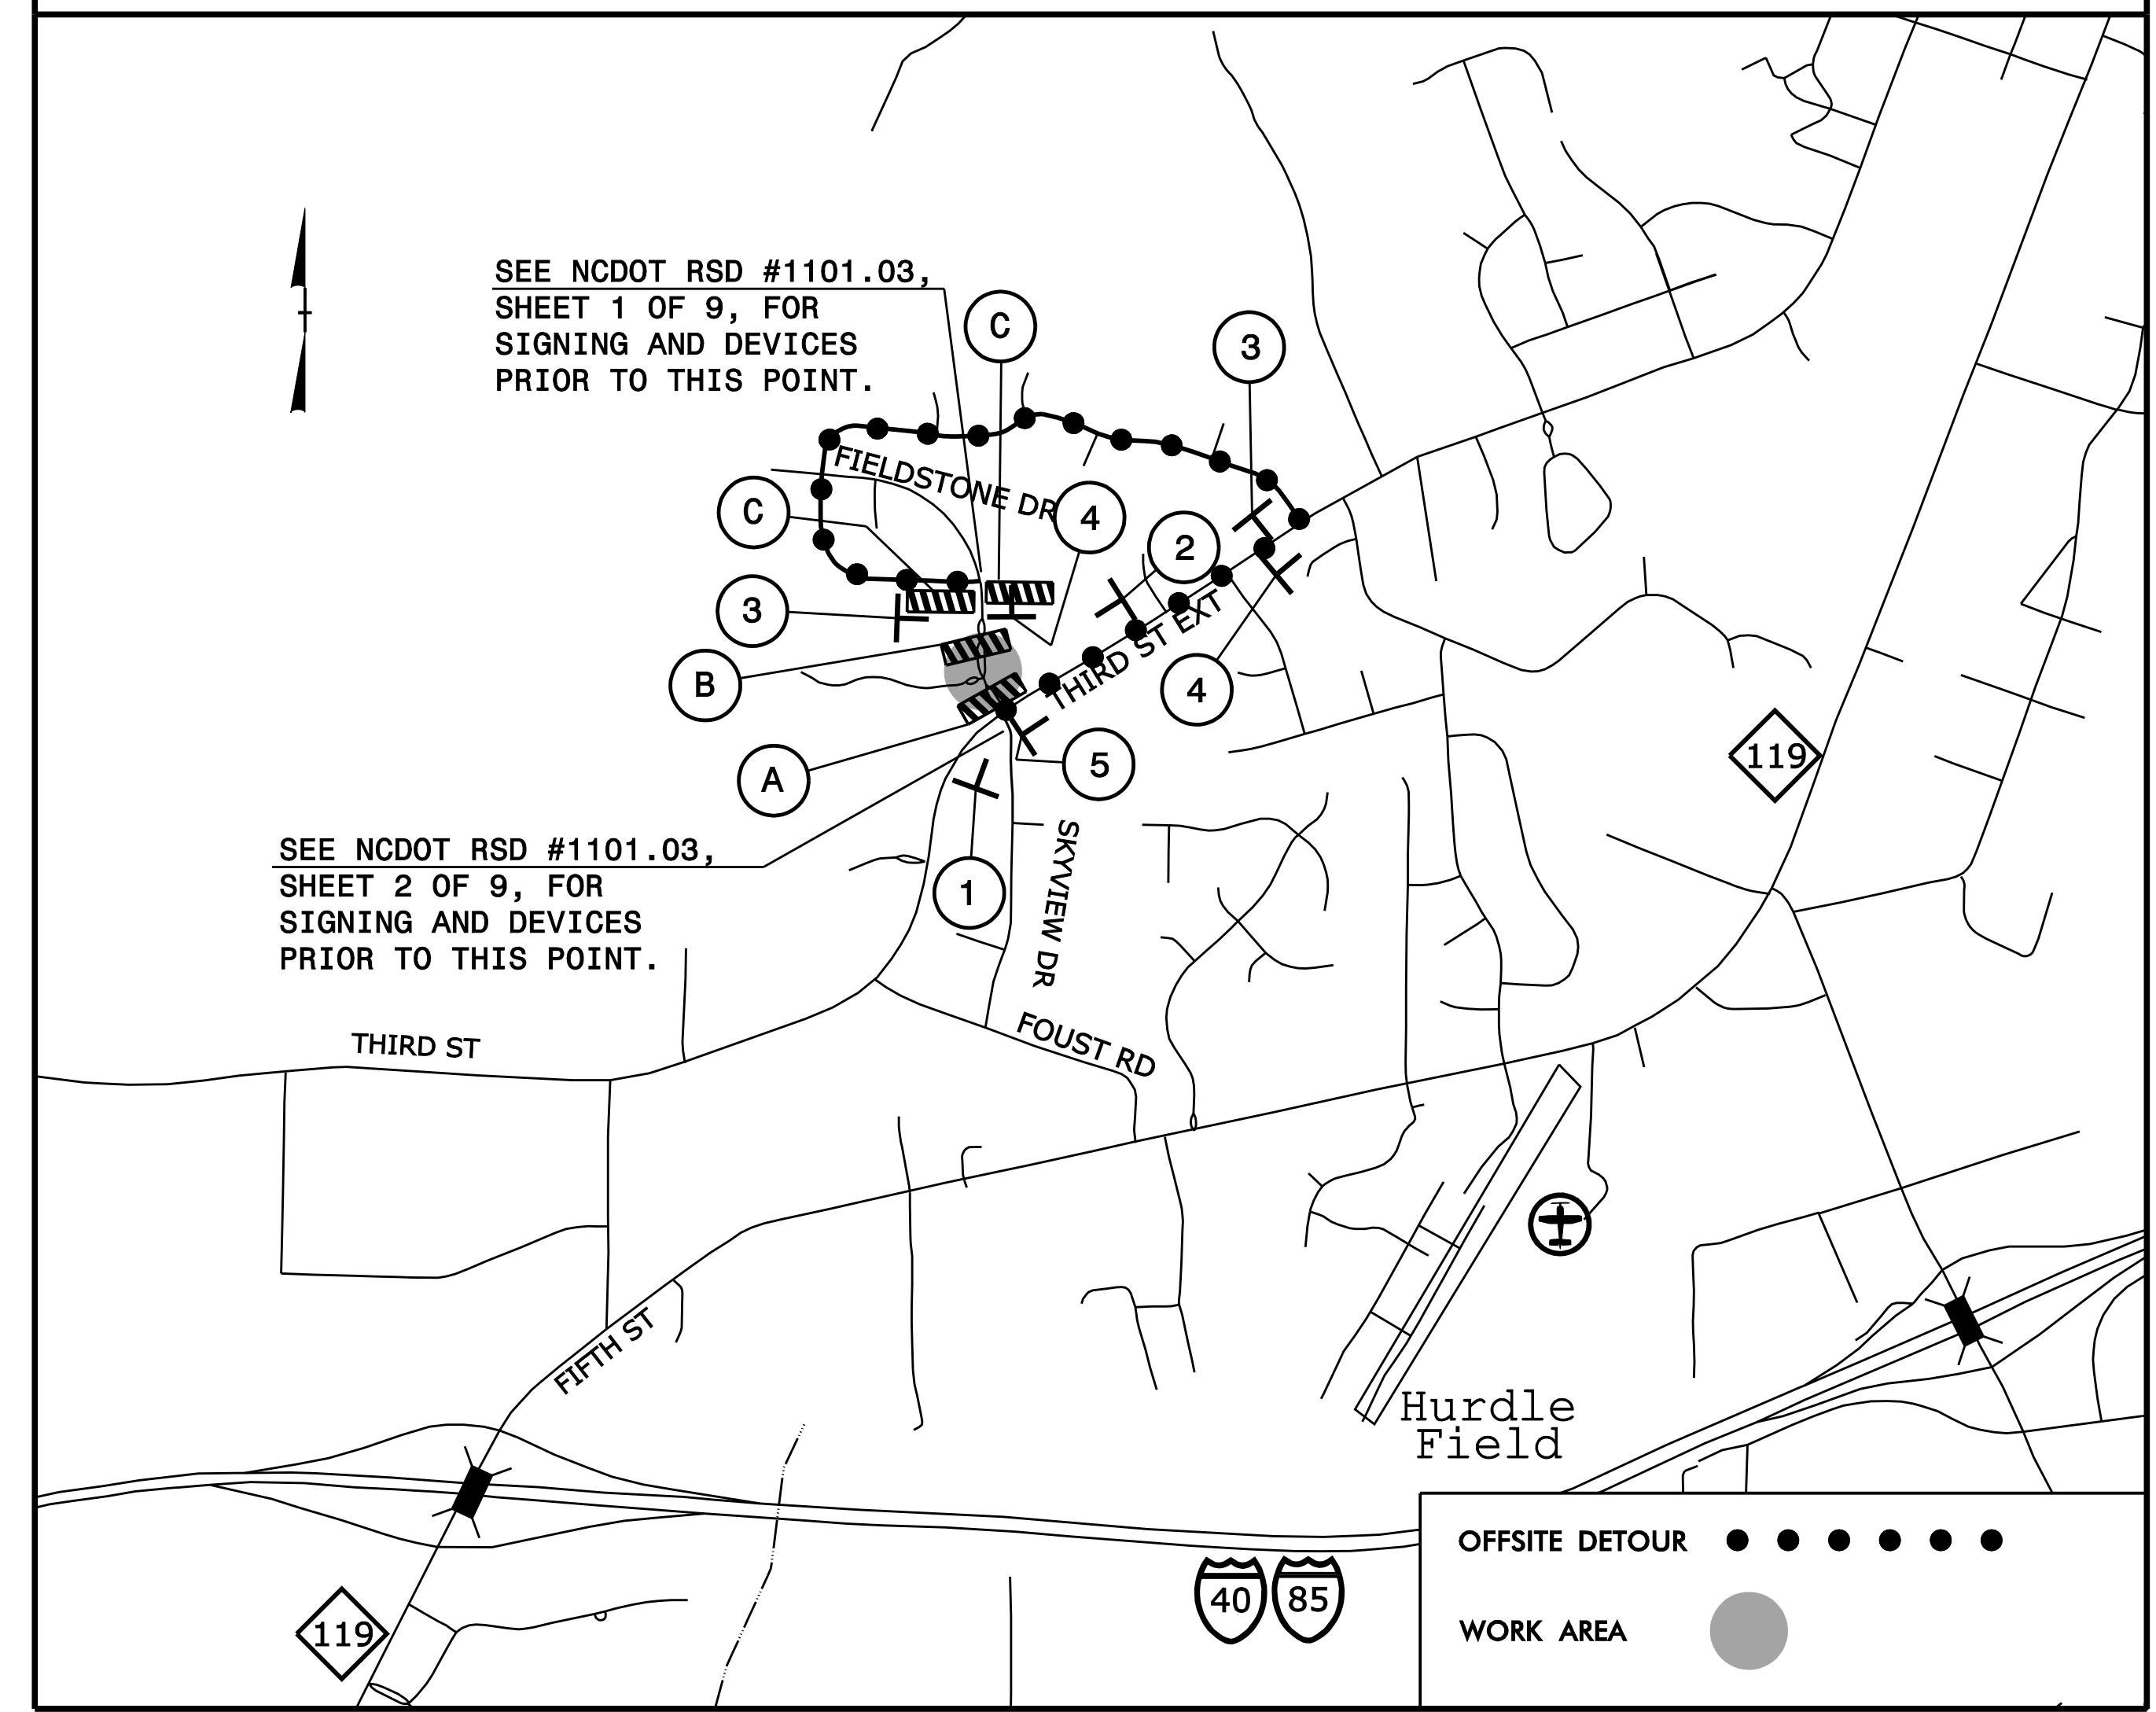 SEE NCDOT RSD #1101.03,
SHEET 1 OF 9, FOR
SIGNING AND DEVICES
PRIOR TO THIS POINT.
C
3
FIELDSTONE DR
C
4
2
3
THIRD ST EXT
B
4
119
5
A
SEE NCDOT RSD #1101.03,
SHEET 2 OF 9, FOR
SIGNING AND DEVICES
PRIOR TO THIS POINT.
1
SKYVIEW DR
THIRD ST
FOUST RD
FIFTH ST
Hurdle
Field
OFFSITE DETOUR
40
85
119
WORK AREA